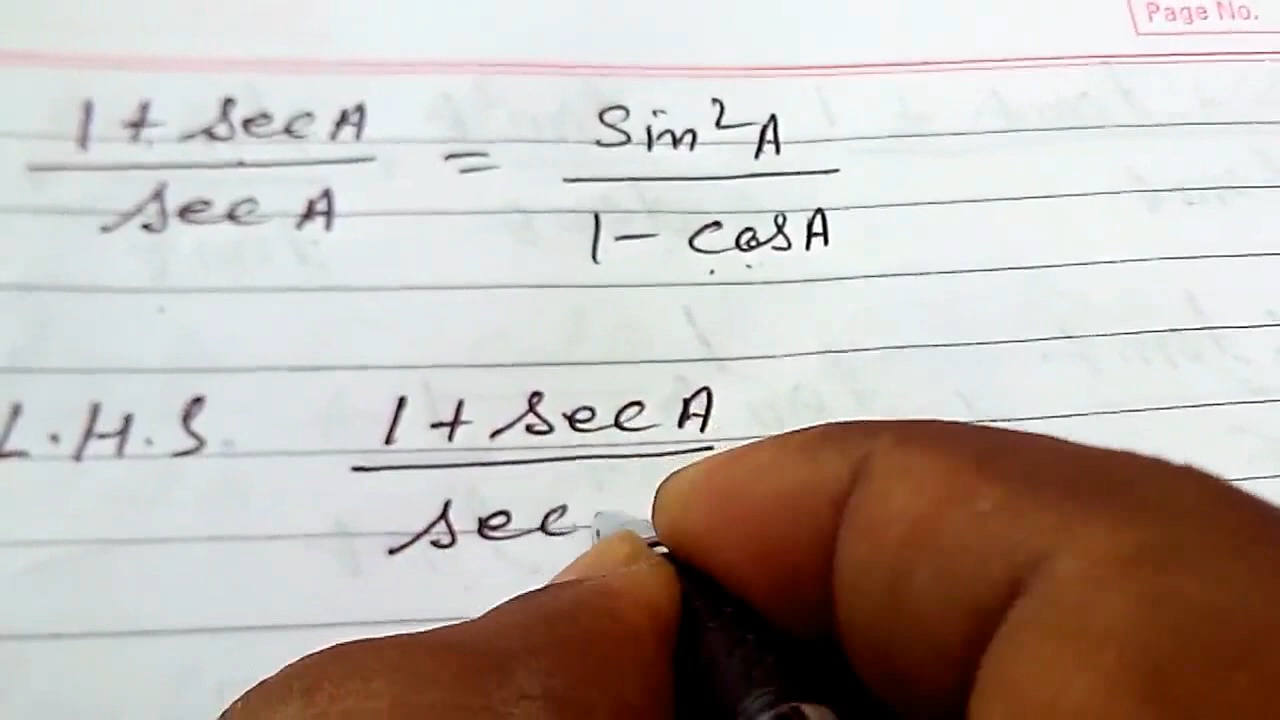 Page No.
1 + sec A / sec A = Sin²A / 1 - cos A
L.H.S. 1 + sec A / sec